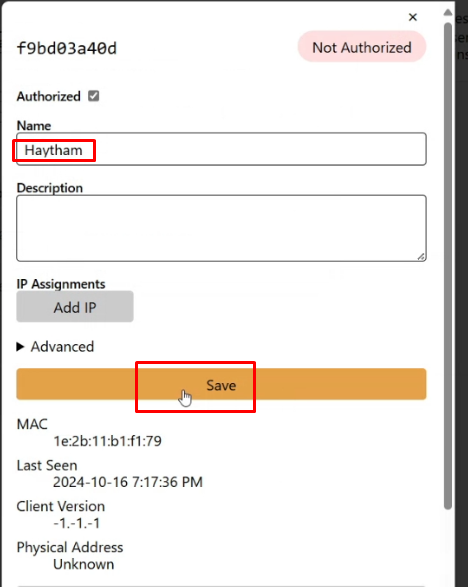 ×
f9bd03a40d
Not Authorized
Authorized
Name
Haytham
Description
IP Assignments
Add IP
Advanced
Save
MAC
1e:2b:11:b1:f1:79
Last Seen
2024-10-16 7:17:36 PM
Client Version
-1.-1.-1
Physical Address
Unknown